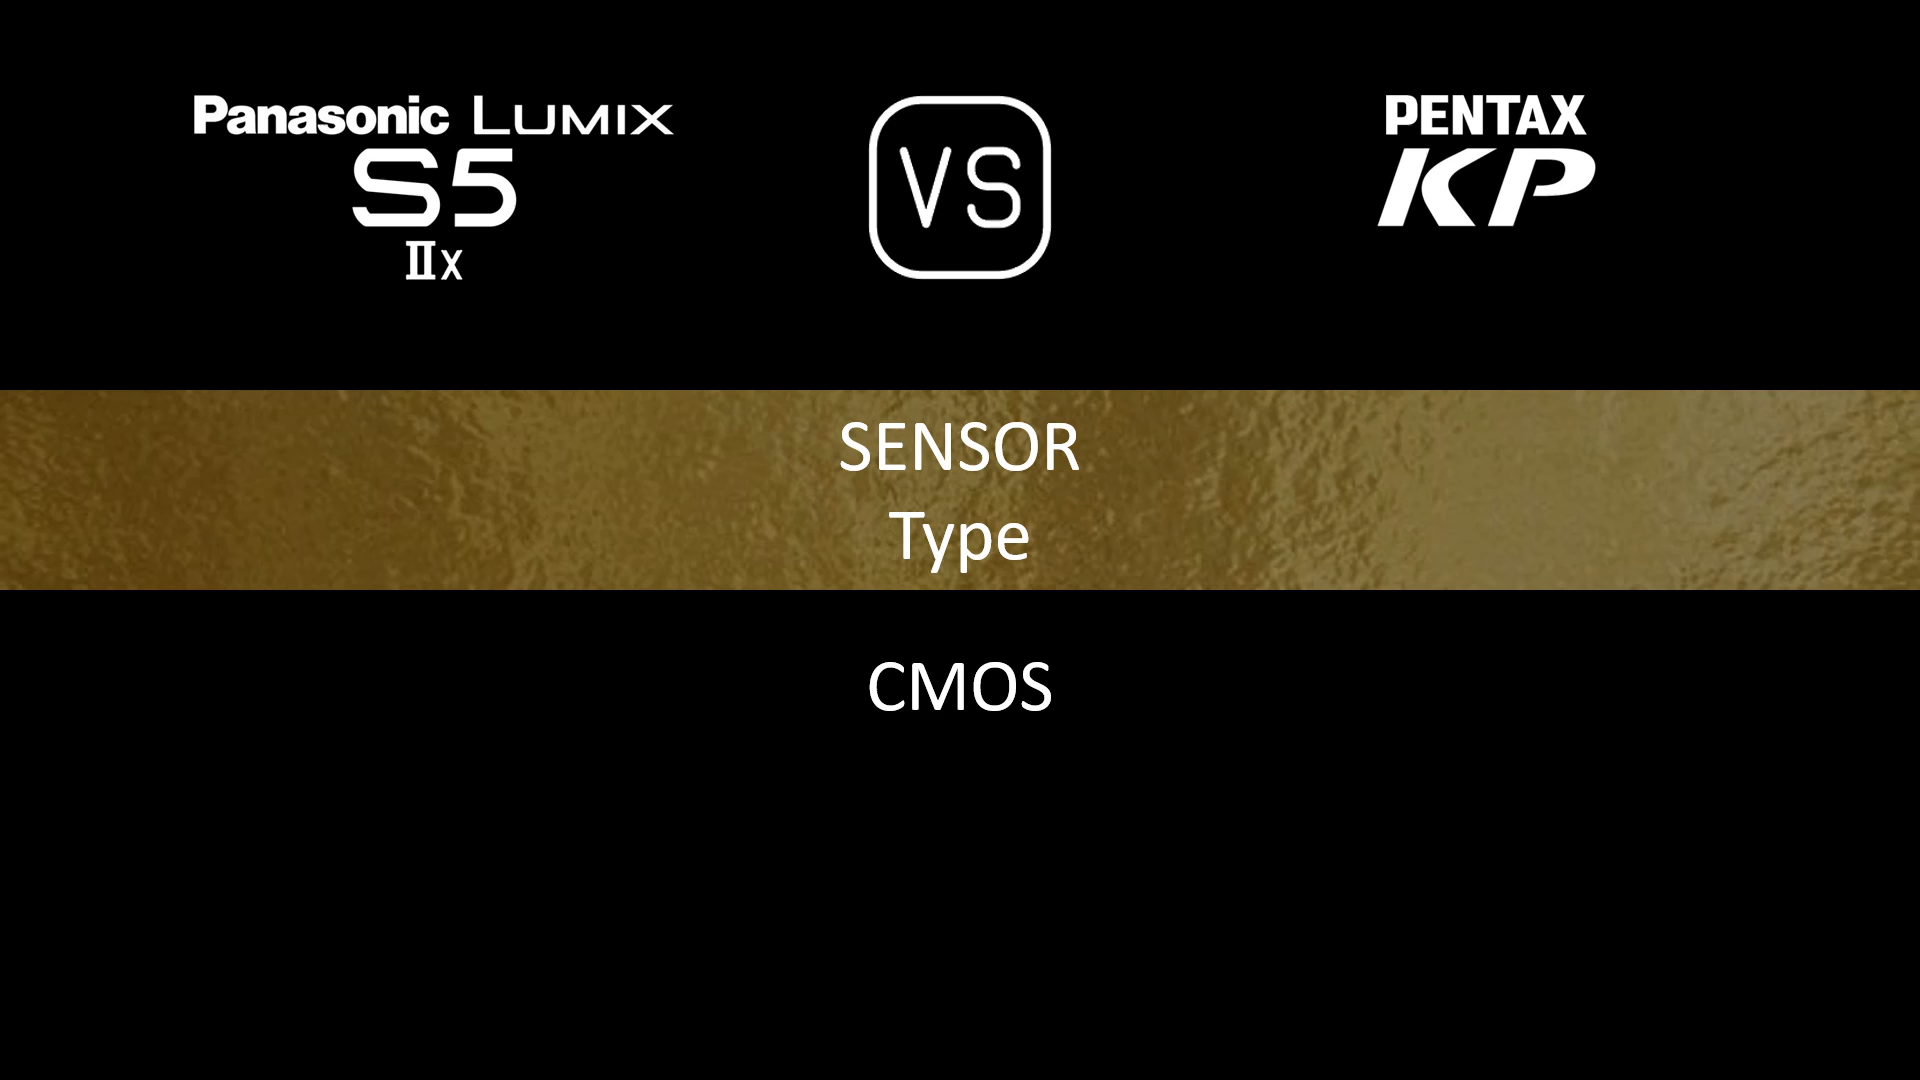 Panasonic LUMIX
S5
IIx
VS
PENTAX
KP
SENSOR
Type
CMOS